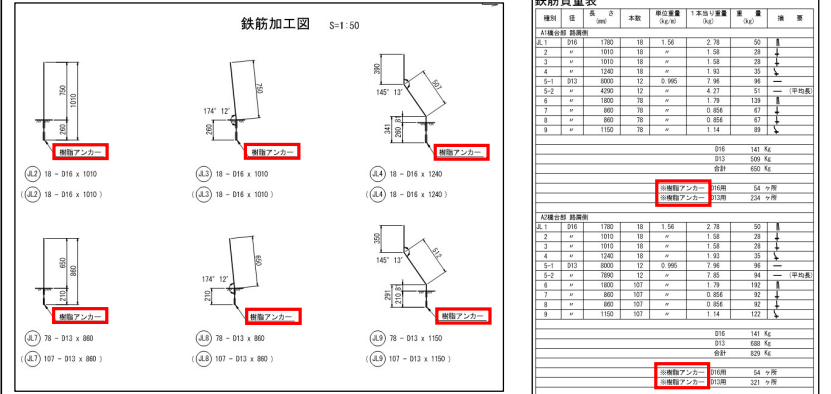 鉄筋加工図 S=1:50
750
1010
260
樹脂アンカー
JL2 18 - D16 x 1010
( JL2 18 - D16 x 1010 )
750
174° 12'
260
樹脂アンカー
JL3 18 - D16 x 1010
( JL3 18 - D16 x 1010 )
390
507
145° 13'
341
260 81
樹脂アンカー
JL4 18 - D16 x 1240
( JL4 18 - D16 x 1240 )
650
860
210
樹脂アンカー
JL7 78 - D13 x 860
( JL7 107 - D13 x 860 )
650
174° 12'
210
樹脂アンカー
JL8 78 - D13 x 860
( JL8 107 - D13 x 860 )
350
512
145° 13'
291
210 81
樹脂アンカー
JL9 78 - D13 x 1150
( JL9 107 - D13 x 1150 )
鉄筋質量表
種別 径 長さ(mm) 本数 単位重量(kg/m) 1本当り重量(kg) 重量(kg) 摘要
A1橋台部 路肩側
JL1 D16 1780 18 1.56 2.78 50
2 〃 1010 18 〃 1.58 28
3 〃 1010 18 〃 1.58 28
4 〃 1240 18 〃 1.93 35
5-1 D13 8000 12 0.995 7.96 96
5-2 〃 4290 12 〃 4.27 51 (平均長)
6 〃 1800 78 〃 1.79 139
7 〃 860 78 〃 0.856 67
8 〃 860 78 〃 0.856 67
9 〃 1150 78 〃 1.14 89
D16 141 Kg
D13 509 Kg
合計 650 Kg
※樹脂アンカー D16用 54 ヶ所
※樹脂アンカー D13用 234 ヶ所
A2橋台部 路肩側
JL1 D16 1780 18 1.56 2.78 50
2 〃 1010 18 〃 1.58 28
3 〃 1010 18 〃 1.58 28
4 〃 1240 18 〃 1.93 35
5-1 D13 8000 12 0.995 7.96 96
5-2 〃 7890 12 〃 7.85 94 (平均長)
6 〃 1800 107 〃 1.79 192
7 〃 860 107 〃 0.856 92
8 〃 860 107 〃 0.856 92
9 〃 1150 107 〃 1.14 122
D16 141 Kg
D13 688 Kg
合計 829 Kg
※樹脂アンカー D16用 54 ヶ所
※樹脂アンカー D13用 321 ヶ所